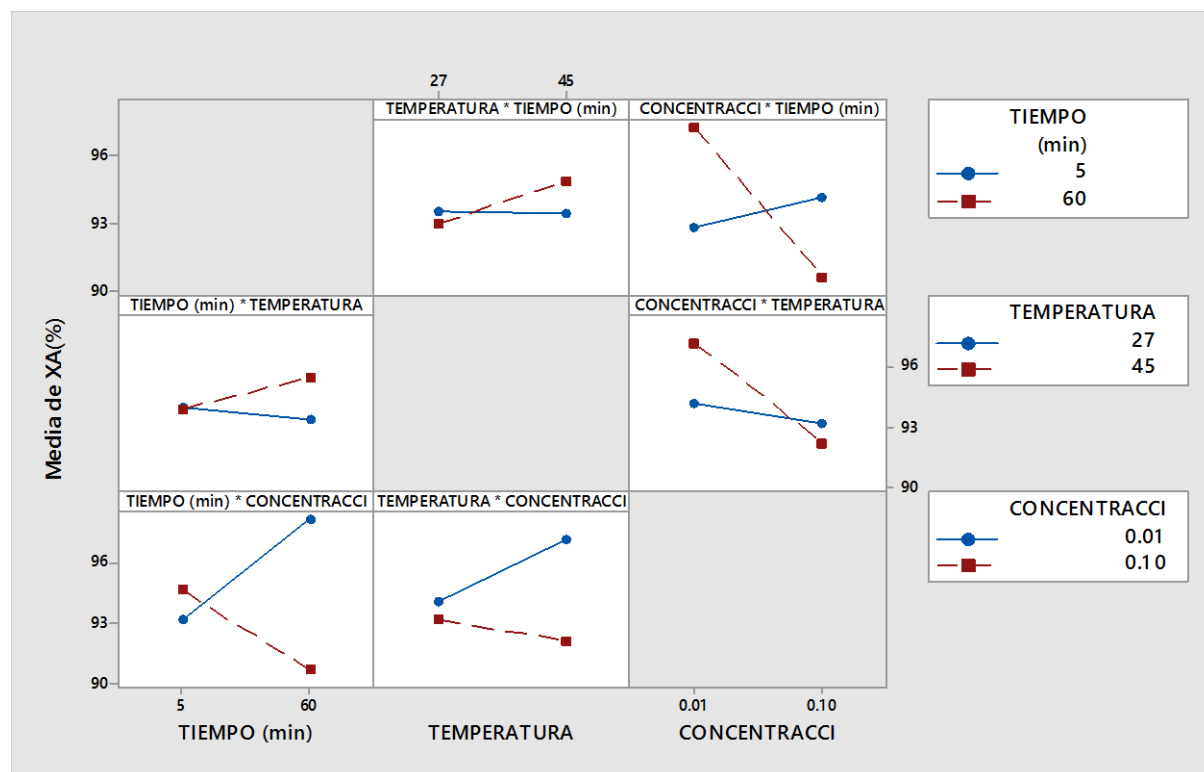 27 45
TEMPERATURA * TIEMPO (min) CONCENTRACCI * TIEMPO (min)
96
93
90
TIEMPO
(min)
5
60
TIEMPO (min) * TEMPERATURA CONCENTRACCI * TEMPERATURA
96
93
90
TEMPERATURA
27
45
Media de XA(%)
TIEMPO (min) * CONCENTRACCI TEMPERATURA * CONCENTRACCI
96
93
90
CONCENTRACCI
0.01
0.10
5 60 0.01 0.10
TIEMPO (min) TEMPERATURA CONCENTRACCI